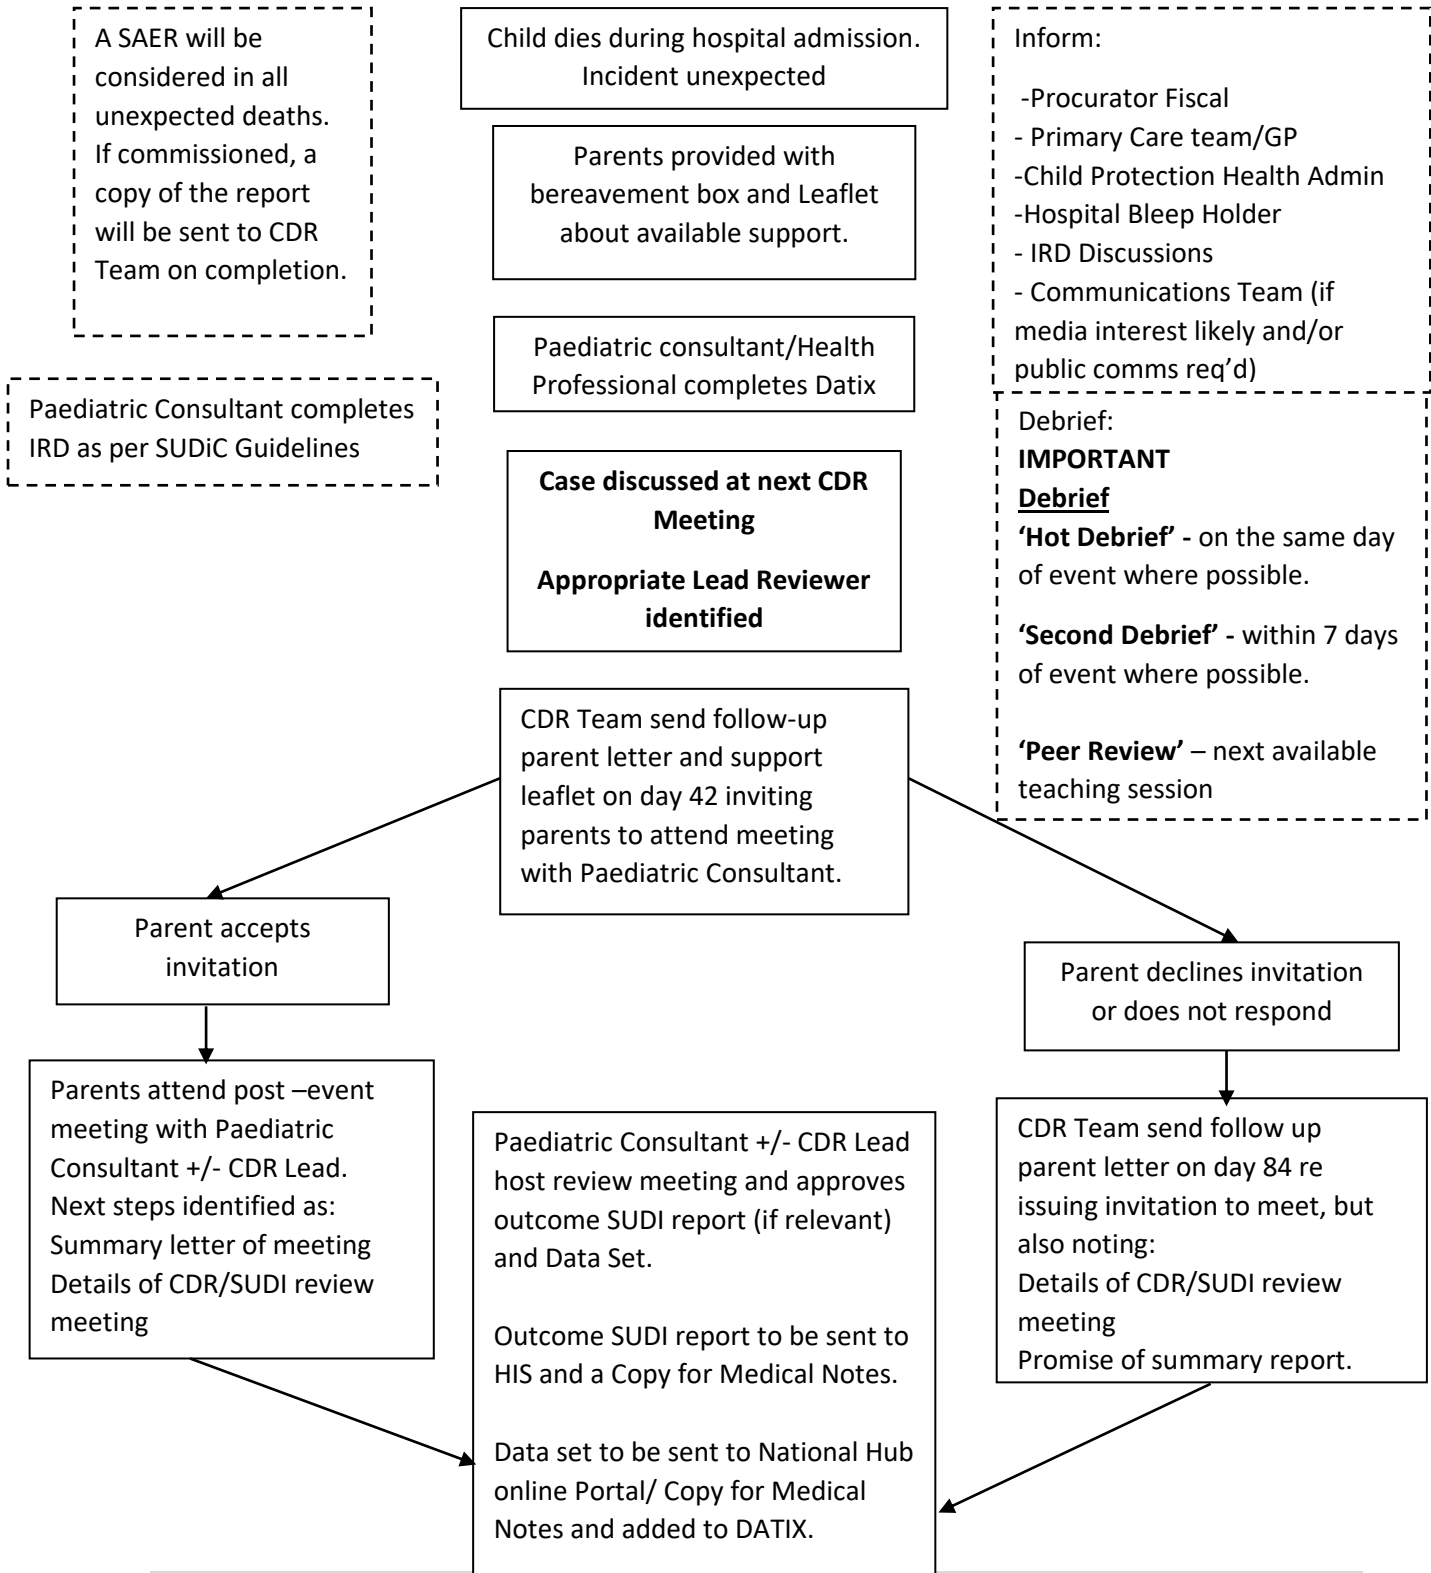 A SAER will be
considered in all
unexpected deaths.
If commissioned, a
copy of the report
will be sent to CDR
Team on completion.
Child dies during hospital admission.
Incident unexpected
Inform:
-Procurator Fiscal
- Primary Care team/GP
-Child Protection Health Admin
-Hospital Bleep Holder
- IRD Discussions
- Communications Team (if
media interest likely and/or
public comms req’d)
Parents provided with
bereavement box and Leaflet
about available support.
Paediatric consultant/Health
Professional completes Datix
Paediatric Consultant completes
IRD as per SUDiC Guidelines
Debrief:
IMPORTANT
Debrief
‘Hot Debrief’ - on the same day
of event where possible.
‘Second Debrief’ - within 7 days
of event where possible.
‘Peer Review’ – next available
teaching session
Case discussed at next CDR
Meeting
Appropriate Lead Reviewer
identified
CDR Team send follow-up
parent letter and support
leaflet on day 42 inviting
parents to attend meeting
with Paediatric Consultant.
Parent accepts
invitation
Parent declines invitation
or does not respond
Parents attend post –event
meeting with Paediatric
Consultant +/- CDR Lead.
Next steps identified as:
Summary letter of meeting
Details of CDR/SUDI review
meeting
Paediatric Consultant +/- CDR Lead
host review meeting and approves
outcome SUDI report (if relevant)
and Data Set.
Outcome SUDI report to be sent to
HIS and a Copy for Medical Notes.
Data set to be sent to National Hub
online Portal/ Copy for Medical
Notes and added to DATIX.
CDR Team send follow up
parent letter on day 84 re
issuing invitation to meet, but
also noting:
Details of CDR/SUDI review
meeting
Promise of summary report.